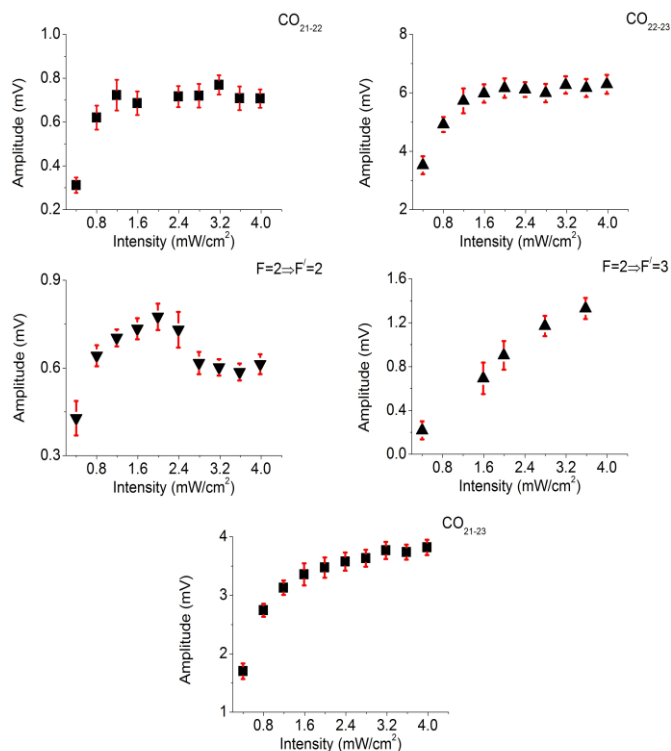 CO21-22
Amplitude (mV)
1.0
0.8
0.6
0.4
0.2
0.8 1.6 2.4 3.2 4.0
Intensity (mW/cm²)
CO22-23
Amplitude (mV)
8
6
4
2
0.8 1.6 2.4 3.2 4.0
Intensity (mW/cm²)
F=2⇒F/=2
Amplitude (mV)
0.9
0.6
0.3
0.8 1.6 2.4 3.2 4.0
Intensity (mW/cm²)
F=2⇒F/=3
Amplitude (mV)
1.6
1.2
0.8
0.4
0.0
0.8 1.6 2.4 3.2 4.0
Intensity (mW/cm²)
CO21-23
Amplitude (mV)
4
3
2
1
0.8 1.6 2.4 3.2 4.0
Intensity (mW/cm²)